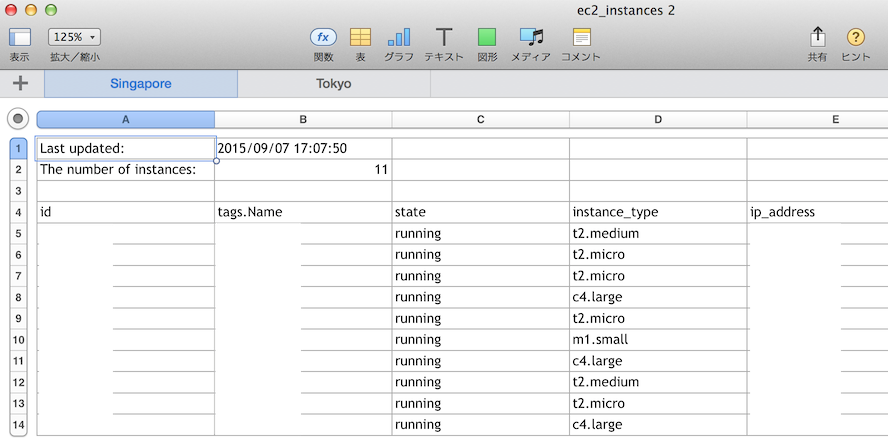 ec2_instances 2
125%
表示 拡大／縮小 関数 表 グラフ テキスト 図形 メディア コメント 共有 ヒント
Singapore Tokyo
A B C D E
1 Last updated: 2015/09/07 17:07:50
2 The number of instances: 11
3
4 id tags.Name state instance_type ip_address
5 running t2.medium
6 running t2.micro
7 running t2.micro
8 running c4.large
9 running t2.micro
10 running m1.small
11 running c4.large
12 running t2.medium
13 running t2.micro
14 running c4.large